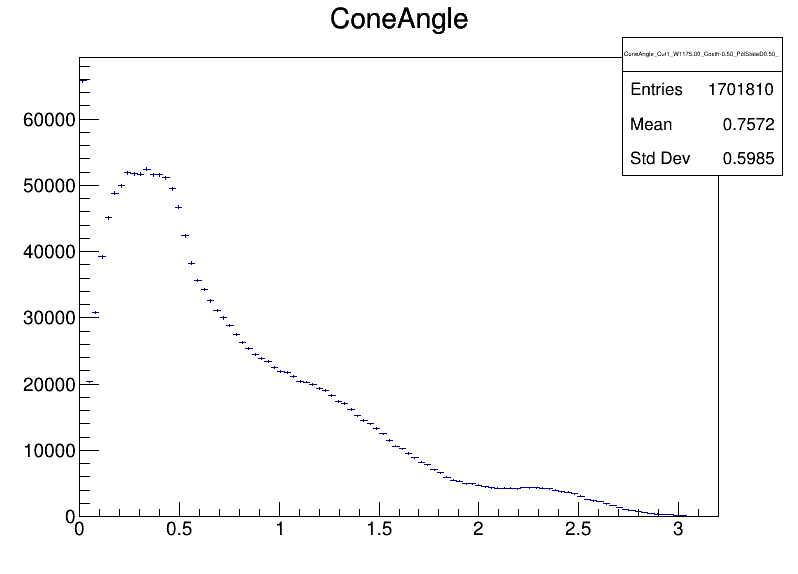 ConeAngle
ConeAngle_Cut1_W1175.00_Costh-0.50_PolStateD0.50_
Entries 1701810
Mean 0.7572
Std Dev 0.5985
60000
50000
40000
30000
20000
10000
0
0 0.5 1 1.5 2 2.5 3